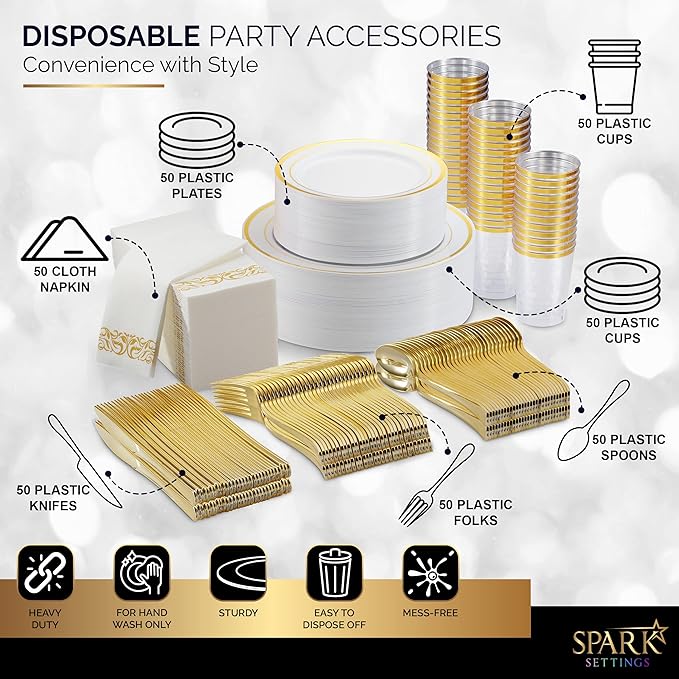 DISPOSABLE PARTY ACCESSORIES
Convenience with Style
50 PLASTIC
CUPS
50 PLASTIC
PLATES
50 CLOTH
NAPKIN
50 PLASTIC
CUPS
50 PLASTIC
SPOONS
50 PLASTIC
KNIFES
50 PLASTIC
FOLKS
HEAVY
DUTY
FOR HAND
WASH ONLY
STURDY
EASY TO
DISPOSE OFF
MESS-FREE
SPARK
SETTINGS